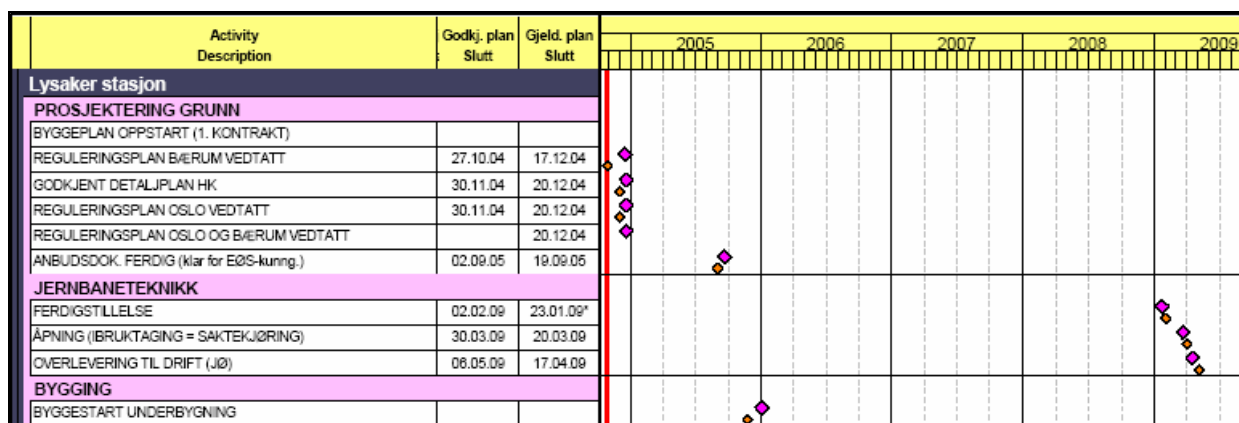 Activity Godkj. plan Gjeld. plan
Description Slutt Slutt
2005 2006 2007 2008 2009
Lysaker stasjon
PROSJEKTERING GRUNN
BYGGEPLAN OPPSTART (1. KONTRAKT)
REGULERINGSPLAN BÆRUM VEDTATT 27.10.04 17.12.04
GODKJENT DETALJPLAN HK 30.11.04 20.12.04
REGULERINGSPLAN OSLO VEDTATT 30.11.04 20.12.04
REGULERINGSPLAN OSLO OG BÆRUM VEDTATT 20.12.04
ANBUDSDOK. FERDIG (klar for EØS-kunng.) 02.09.05 19.09.05
JERNBANETEKNIKK
FERDIGSTILLELSE 02.02.09 23.01.09*
ÅPNING (IBRUKTAGING = SAKTEKJØRING) 30.03.09 20.03.09
OVERLEVERING TIL DRIFT (JØ) 06.05.09 17.04.09
BYGGING
BYGGESTART UNDERBYGNING